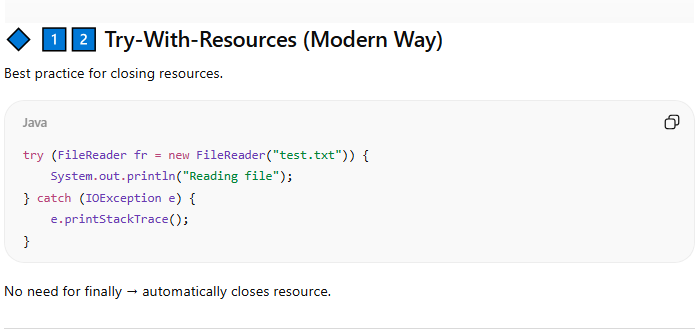 🔷 1️⃣2️⃣ Try-With-Resources (Modern Way)
Best practice for closing resources.
Java
try (FileReader fr = new FileReader("test.txt")) {
    System.out.println("Reading file");
} catch (IOException e) {
    e.printStackTrace();
}
No need for finally → automatically closes resource.